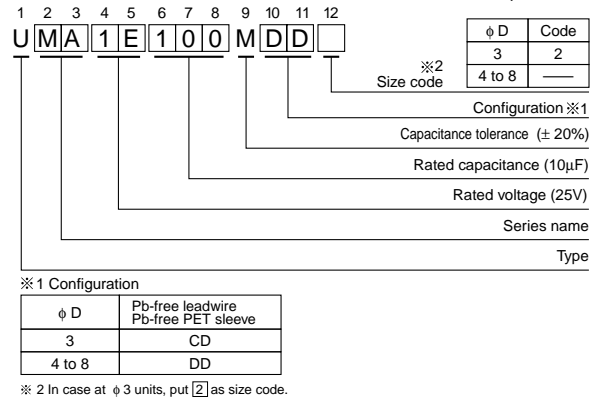 1 2 3 4 5 6 7 8 9 10 11 12
U M A 1 E 1 0 0 M D D
φ D Code
3 2
4 to 8 ——
※2
Size code
Configuration ※1
Capacitance tolerance (± 20%)
Rated capacitance (10µF)
Rated voltage (25V)
Series name
Type
※1 Configuration
φ D Pb-free leadwire
Pb-free PET sleeve
3 CD
4 to 8 DD
※ 2 In case at φ 3 units, put 2 as size code.